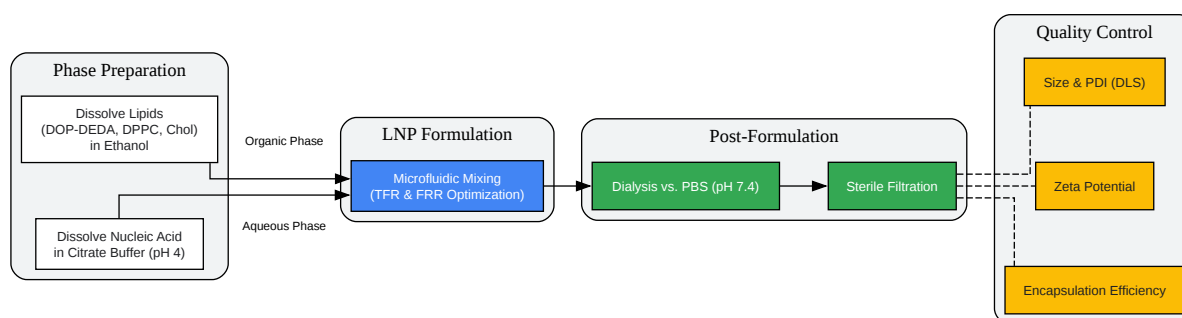 Phase Preparation
Dissolve Lipids
(DOP-DEDA, DPPC, Chol)
in Ethanol
Dissolve Nucleic Acid
in Citrate Buffer (pH 4)
Organic Phase
Aqueous Phase
LNP Formulation
Microfluidic Mixing
(TFR & FRR Optimization)
Post-Formulation
Dialysis vs. PBS (pH 7.4)
Sterile Filtration
Quality Control
Size & PDI (DLS)
Zeta Potential
Encapsulation Efficiency